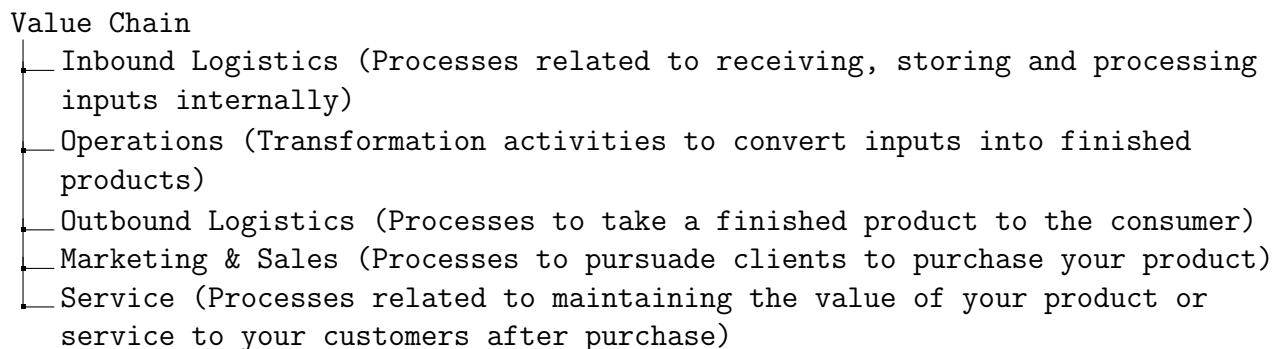 Value Chain
Inbound Logistics (Processes related to receiving, storing and processing
inputs internally)
Operations (Transformation activities to convert inputs into finished
products)
Outbound Logistics (Processes to take a finished product to the consumer)
Marketing & Sales (Processes to pursuade clients to purchase your product)
Service (Processes related to maintaining the value of your product or
service to your customers after purchase)